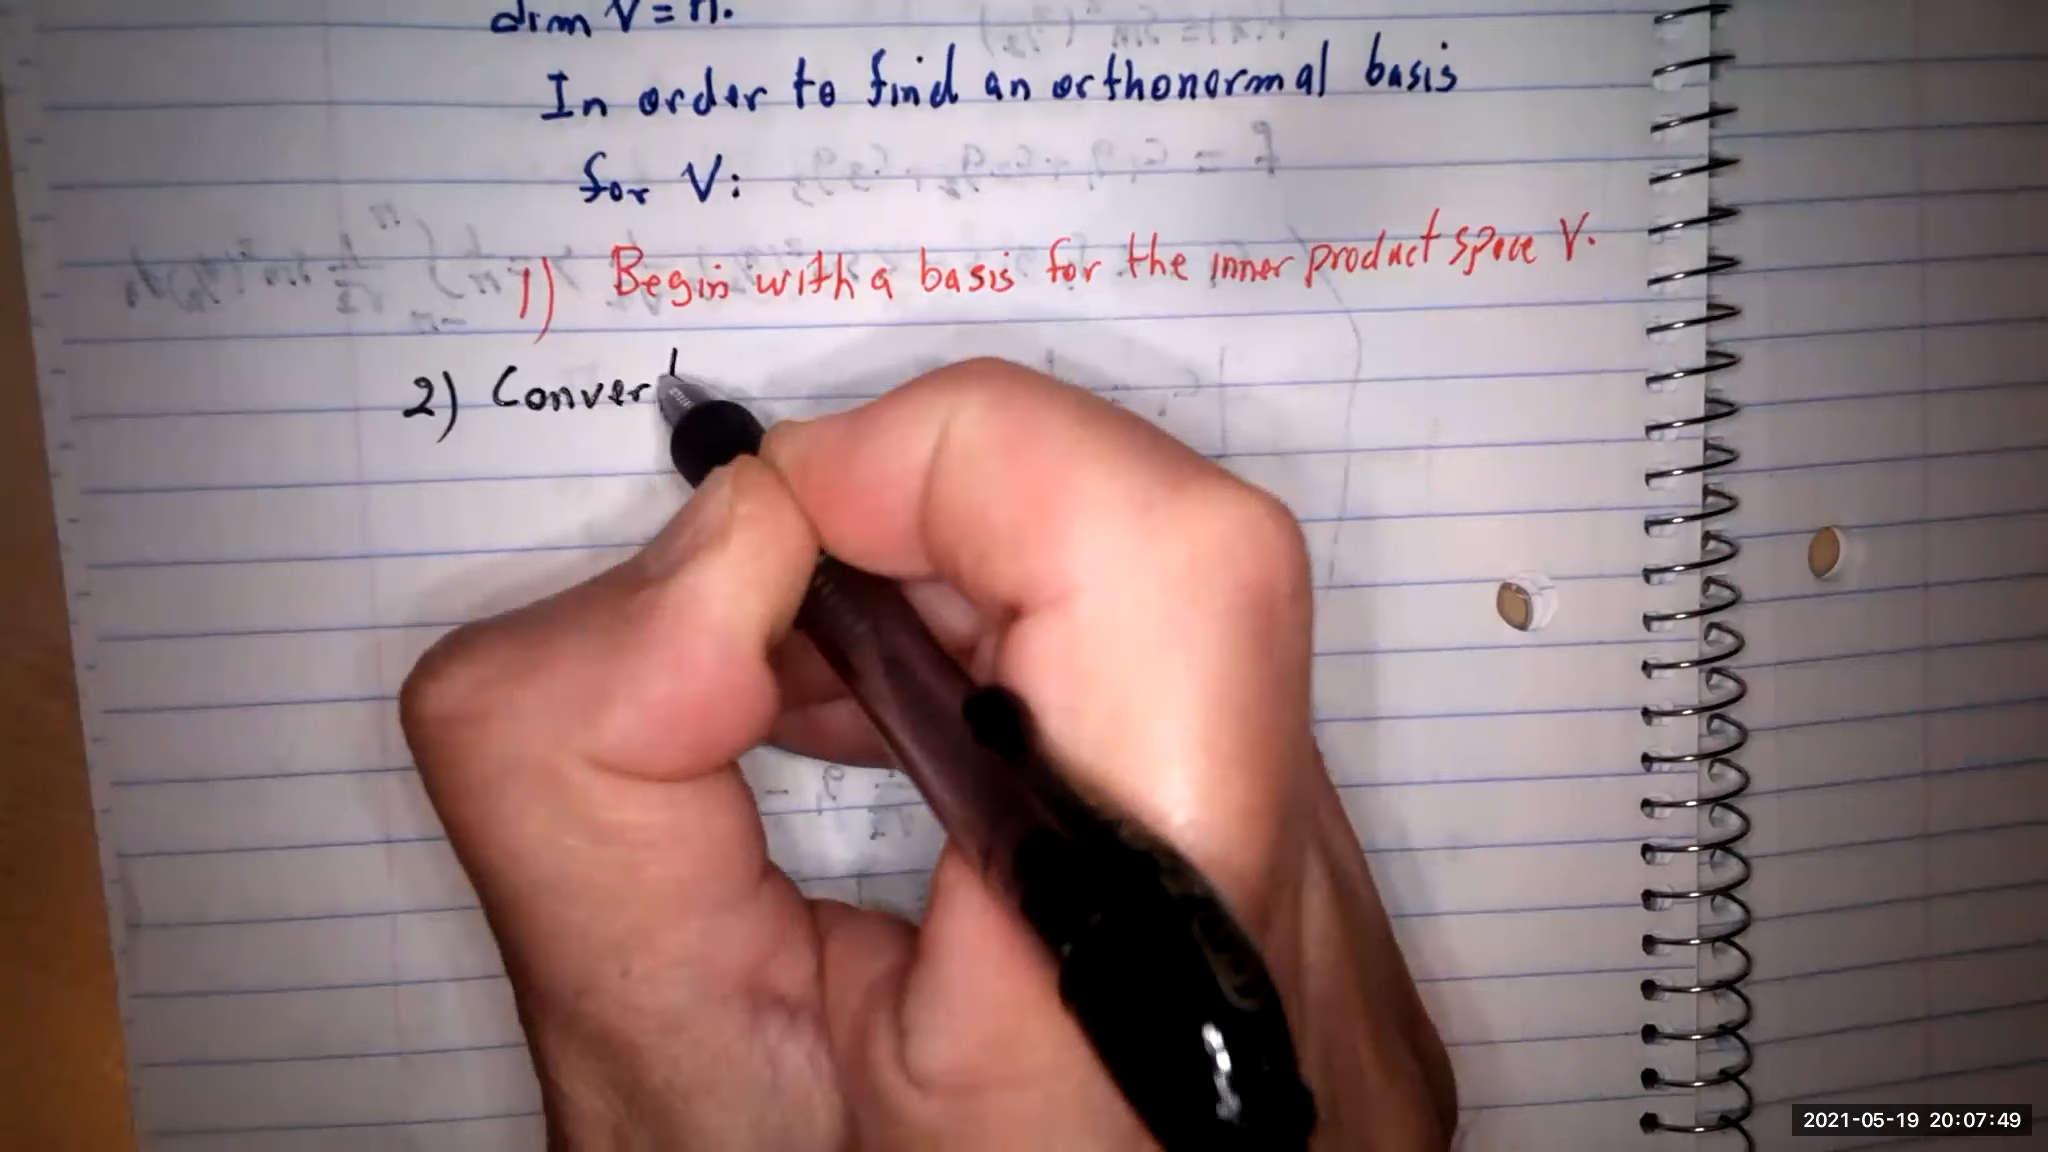 dim V = n.
In order to find an orthonormal basis
for V:
1) Begin with a basis for the inner product space V.
2) Convert
2021-05-19 20:07:49